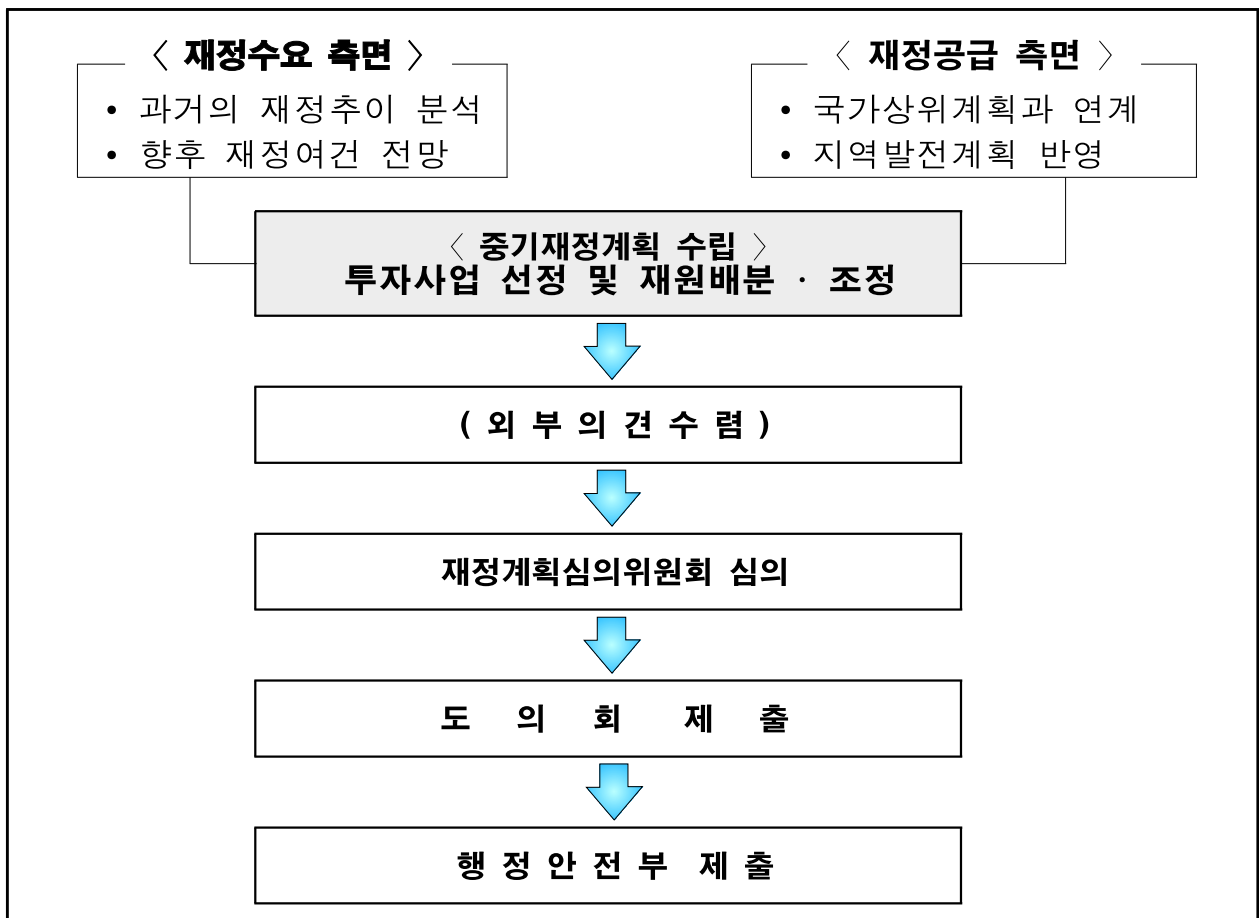 〈 재정수요 측면 〉
• 과거의 재정추이 분석
• 향후 재정여건 전망
〈 재정공급 측면 〉
• 국가상위계획과 연계
• 지역발전계획 반영
〈 중기재정계획 수립 〉
투자사업 선정 및 재원배분 · 조정
( 외 부 의 견 수 렴 )
재정계획심의위원회 심의
도 의 회 제 출
행 정 안 전 부 제 출